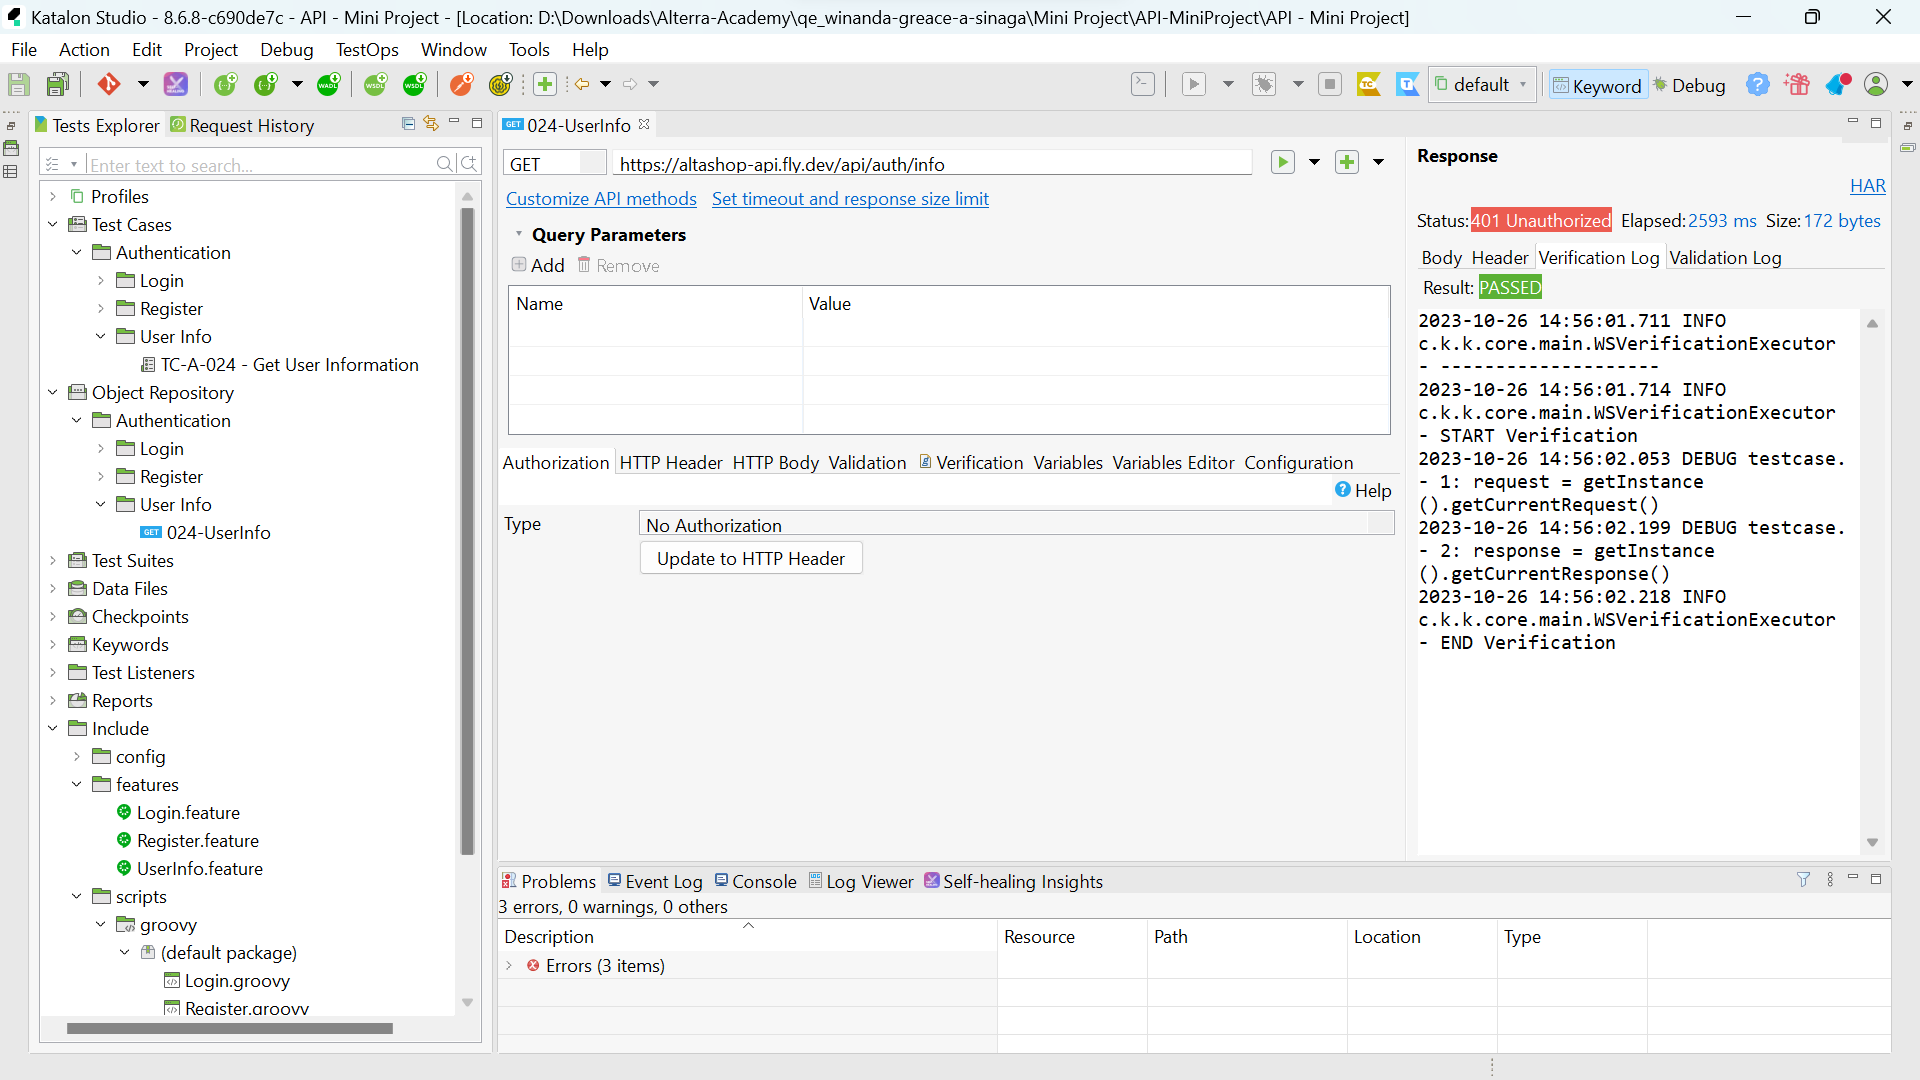 Katalon Studio - 8.6.8-c690de7c - API - Mini Project - [Location: D:\Downloads\Alterra-Academy\qe_winanda-greace-a-sinaga\Mini Project\API-MiniProject\API - Mini Project]
File Action Edit Project Debug TestOps Window Tools Help
default Keyword Debug
Tests Explorer Request History
Enter text to search...
Profiles
Test Cases
Authentication
Login
Register
User Info
TC-A-024 - Get User Information
Object Repository
Authentication
Login
Register
User Info
GET 024-UserInfo
Test Suites
Data Files
Checkpoints
Keywords
Test Listeners
Reports
Include
config
features
Login.feature
Register.feature
UserInfo.feature
scripts
groovy
(default package)
Login.groovy
Register.groovy
GET 024-UserInfo
GET https://altashop-api.fly.dev/api/auth/info
Customize API methods Set timeout and response size limit
Query Parameters
Add Remove
Name Value
Authorization HTTP Header HTTP Body Validation Verification Variables Variables Editor Configuration
Help
Type No Authorization
Update to HTTP Header
Response
HAR
Status: 401 Unauthorized Elapsed: 2593 ms Size: 172 bytes
Body Header Verification Log Validation Log
Result: PASSED
2023-10-26 14:56:01.711 INFO
c.k.k.core.main.WSVerificationExecutor
- --------------------
2023-10-26 14:56:01.714 INFO
c.k.k.core.main.WSVerificationExecutor
- START Verification
2023-10-26 14:56:02.053 DEBUG testcase.
- 1: request = getInstance
().getCurrentRequest()
2023-10-26 14:56:02.199 DEBUG testcase.
- 2: response = getInstance
().getCurrentResponse()
2023-10-26 14:56:02.218 INFO
c.k.k.core.main.WSVerificationExecutor
- END Verification
Problems Event Log Console Log Viewer Self-healing Insights
3 errors, 0 warnings, 0 others
Description Resource Path Location Type
Errors (3 items)